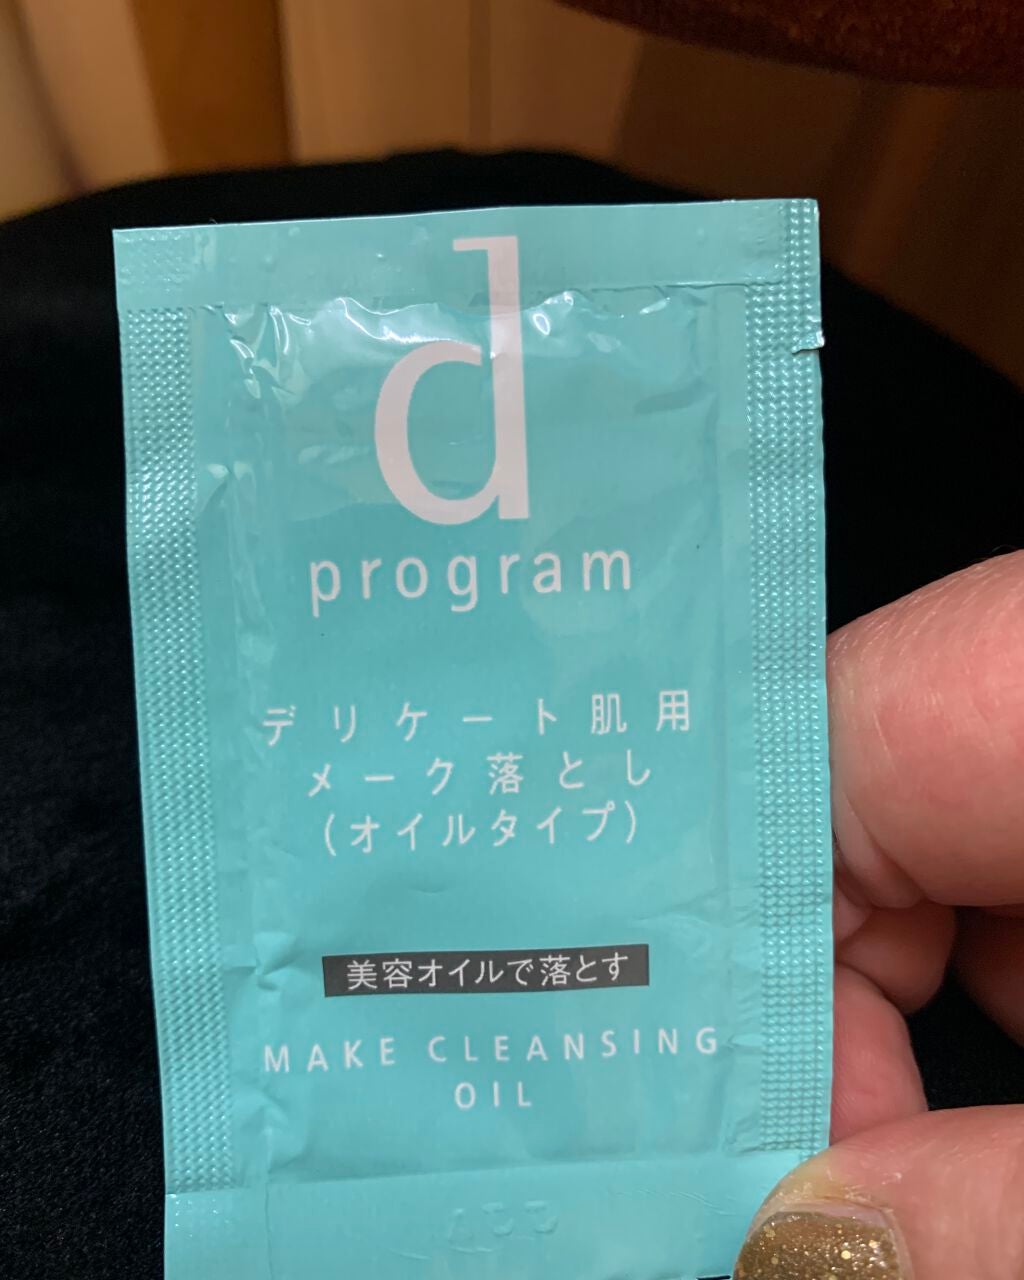 d
program
デリケート肌用
メーク落とし
(オイルタイプ)
美容オイルで落とす
MAKE CLEANSING
OIL